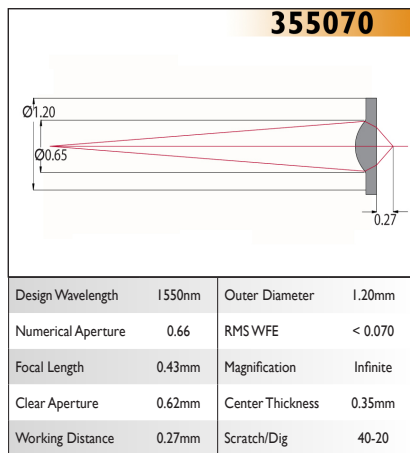 355070
Ø1.20
Ø0.65
0.27
Design Wavelength 1550nm Outer Diameter 1.20mm
Numerical Aperture 0.66 RMS WFE < 0.070
Focal Length 0.43mm Magnification Infinite
Clear Aperture 0.62mm Center Thickness 0.35mm
Working Distance 0.27mm Scratch/Dig 40-20